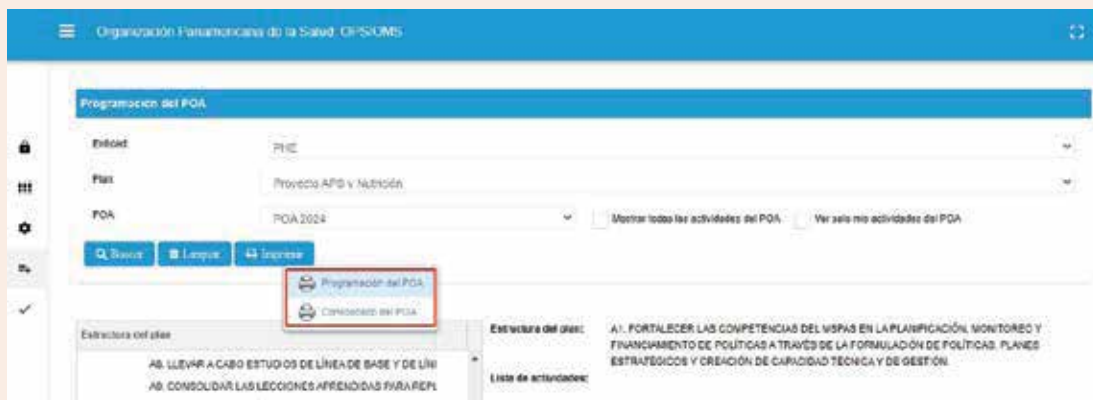 Organización Panamericana de la Salud, OPS/OMS
Programación del POA
Entidad: PHE
Plan: Proyecto APS y Nutrición
POA POA 2024 Mostrar todas las actividades del POA Ver solo mis actividades del POA
Buscar Limpiar Imprimir
Programación del POA
Consolidado del POA
Estructura del plan
A8. LLEVAR A CABO ESTUDIOS DE LÍNEA DE BASE Y DE LÍN
A9. CONSOLIDAR LAS LECCIONES APRENDIDAS PARA REPL
Estructura del plan: A1. FORTALECER LAS COMPETENCIAS DEL MSPAS EN LA PLANIFICACIÓN, MONITOREO Y
FINANCIAMIENTO DE POLÍTICAS A TRAVÉS DE LA FORMULACIÓN DE POLÍTICAS, PLANES
ESTRATÉGICOS Y CREACIÓN DE CAPACIDAD TÉCNICA Y DE GESTIÓN.
Lista de actividades: